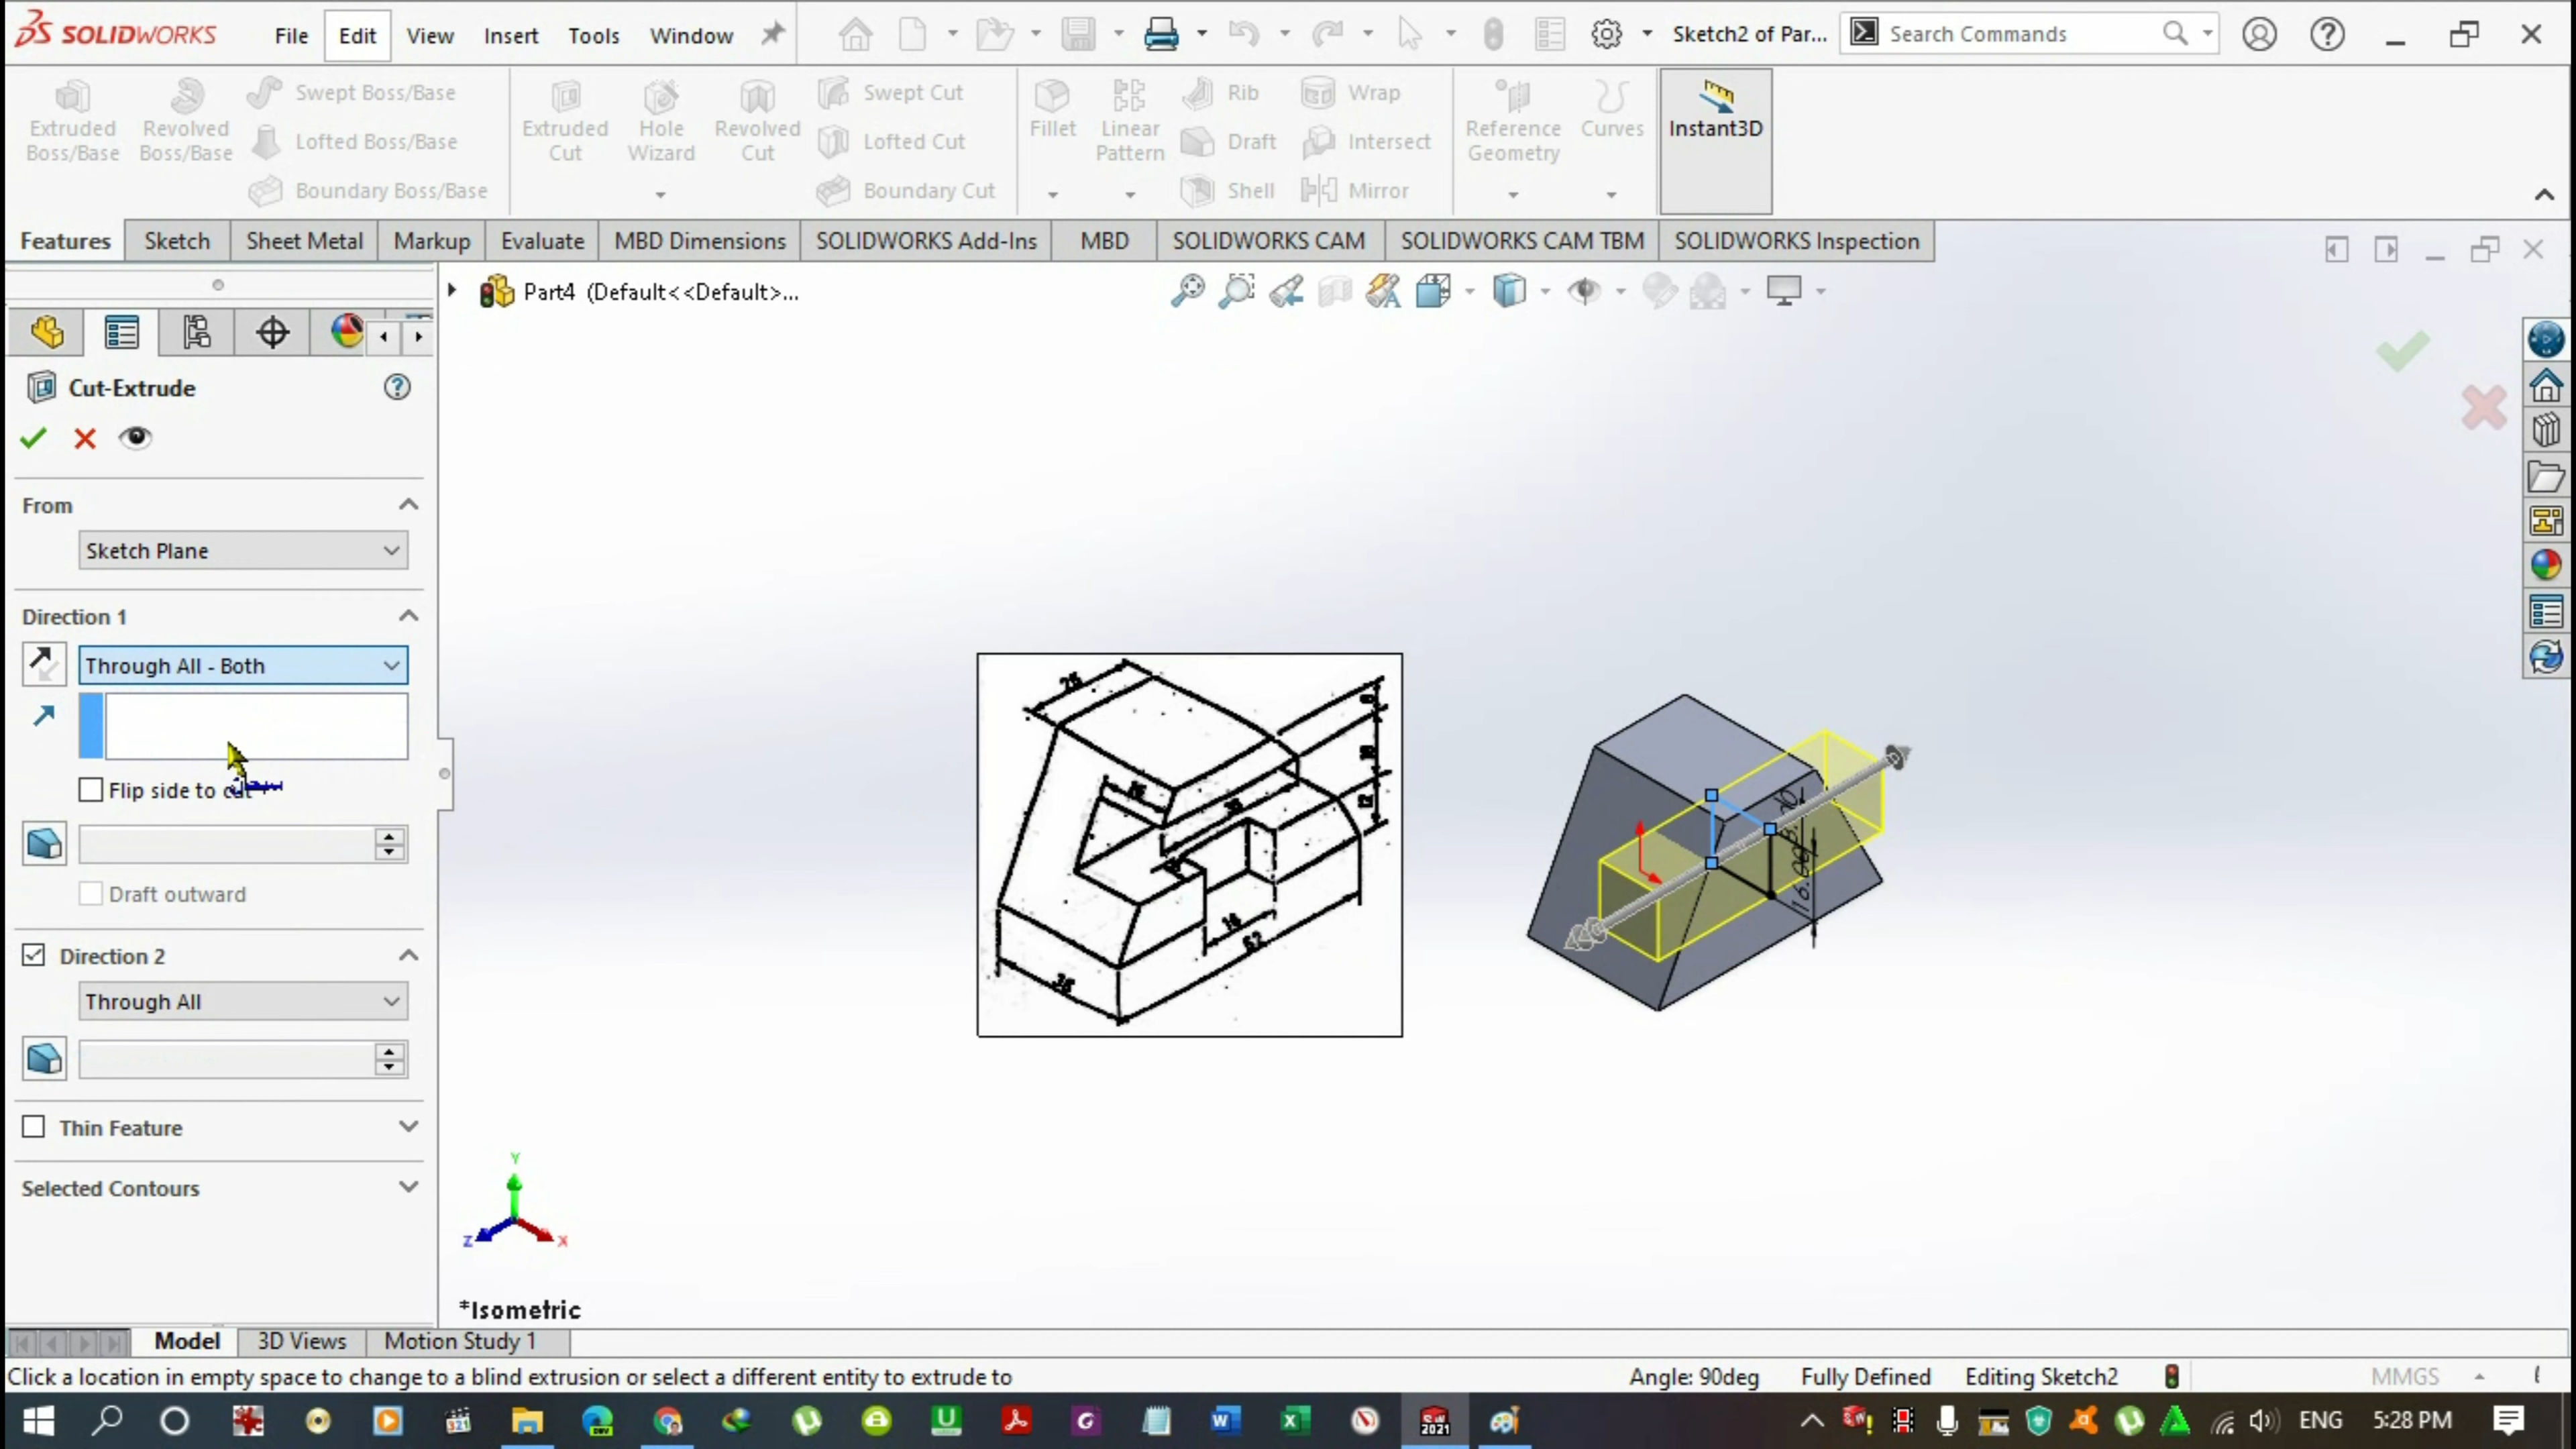 SOLIDWORKS File Edit View Insert Tools Window Sketch2 of Par... Search Commands
Extruded Boss/Base
Revolved Boss/Base
Swept Boss/Base
Lofted Boss/Base
Boundary Boss/Base
Extruded Cut
Hole Wizard
Revolved Cut
Swept Cut
Lofted Cut
Boundary Cut
Fillet
Linear Pattern
Rib
Draft
Shell
Wrap
Intersect
Mirror
Reference Geometry
Curves
Instant3D
Features Sketch Sheet Metal Markup Evaluate MBD Dimensions SOLIDWORKS Add-Ins MBD SOLIDWORKS CAM SOLIDWORKS CAM TBM SOLIDWORKS Inspection
Part4 (Default<<Default>...
Cut-Extrude
From
Sketch Plane
Direction 1
Through All - Both
Flip side to
Draft outward
Direction 2
Through All
Thin Feature
Selected Contours
10
12
62
Y
Z X
*Isometric
Model 3D Views Motion Study 1
Click a location in empty space to change to a blind extrusion or select a different entity to extrude to Angle: 90deg Fully Defined Editing Sketch2 MMGS
ENG 5:28 PM